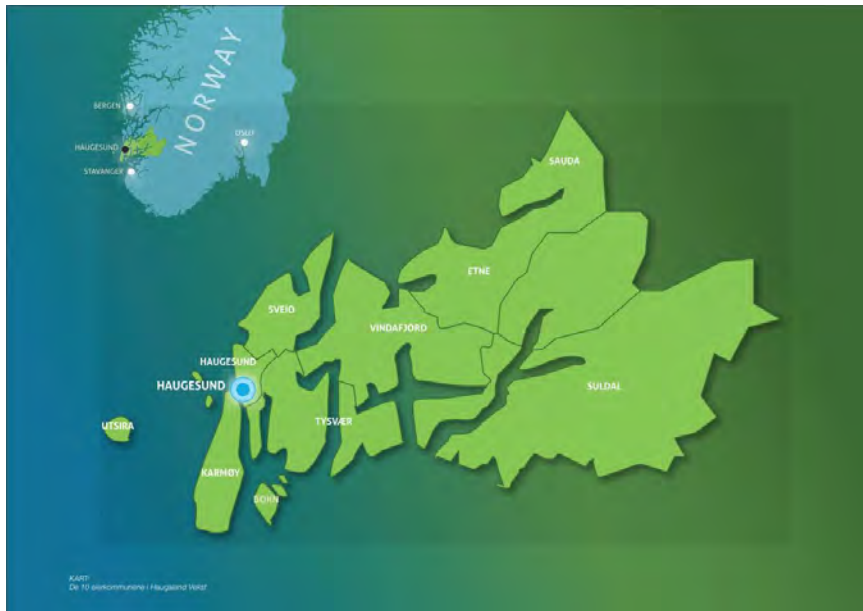 NORWAY
BERGEN
OSLO
HAUGESUND
STAVANGER
SAUDA
ETNE
SVEIO
VINDAFJORD
HAUGESUND
HAUGESUND
SULDAL
UTSIRA
TYSVÆR
KARMØY
BOKN
KART:
De 10 eierkommunene i Haugaland Vekst